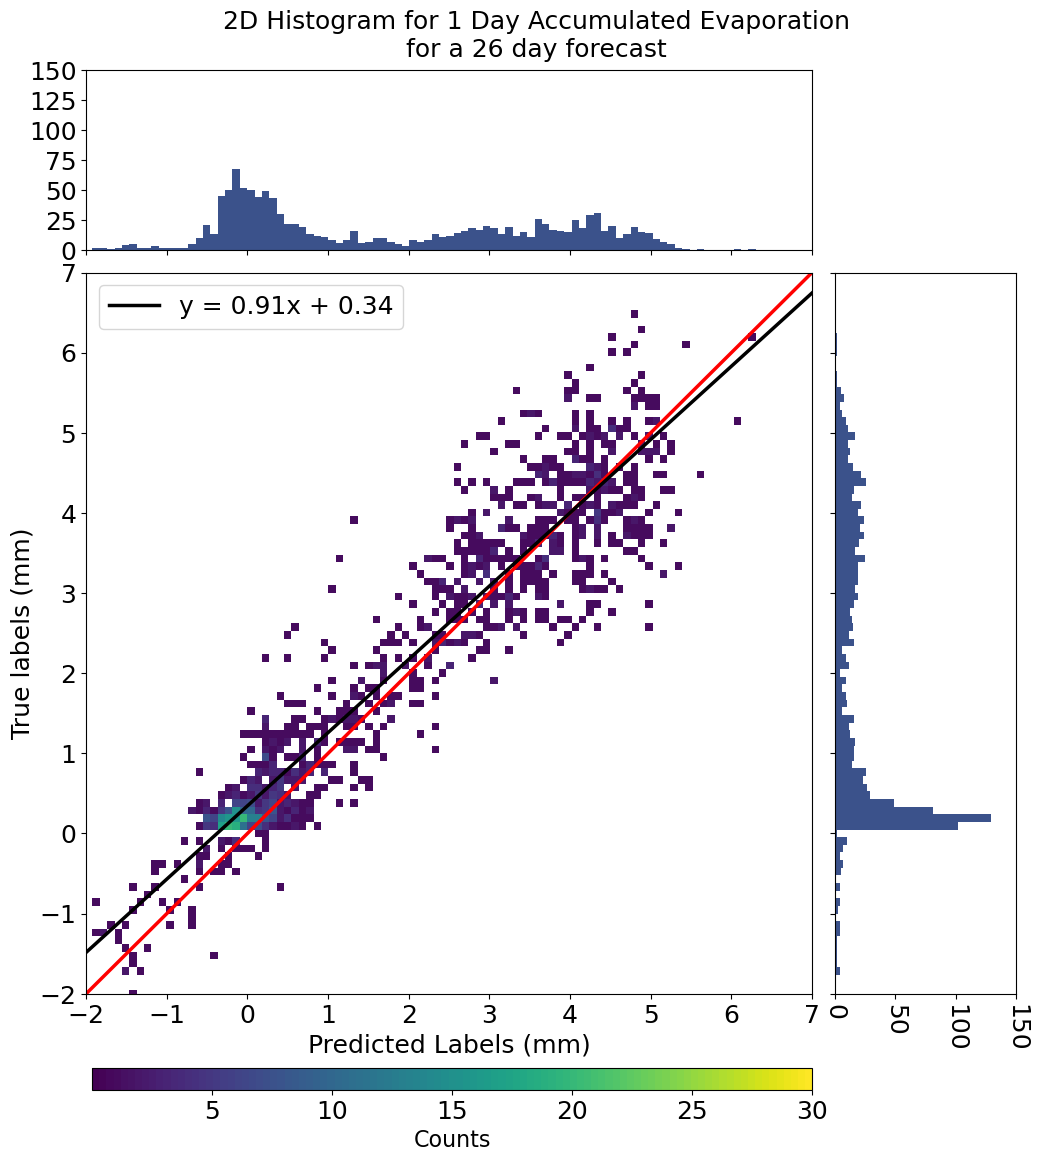 2D Histogram for 1 Day Accumulated Evaporation
for a 26 day forecast
150
125
100
75
50
25
0
7
6
5
4
3
2
1
0
−1
−2
True labels (mm)
y = 0.91x + 0.34
−2 −1 0 1 2 3 4 5 6 7
Predicted Labels (mm)
0 50 100 150
5 10 15 20 25 30
Counts